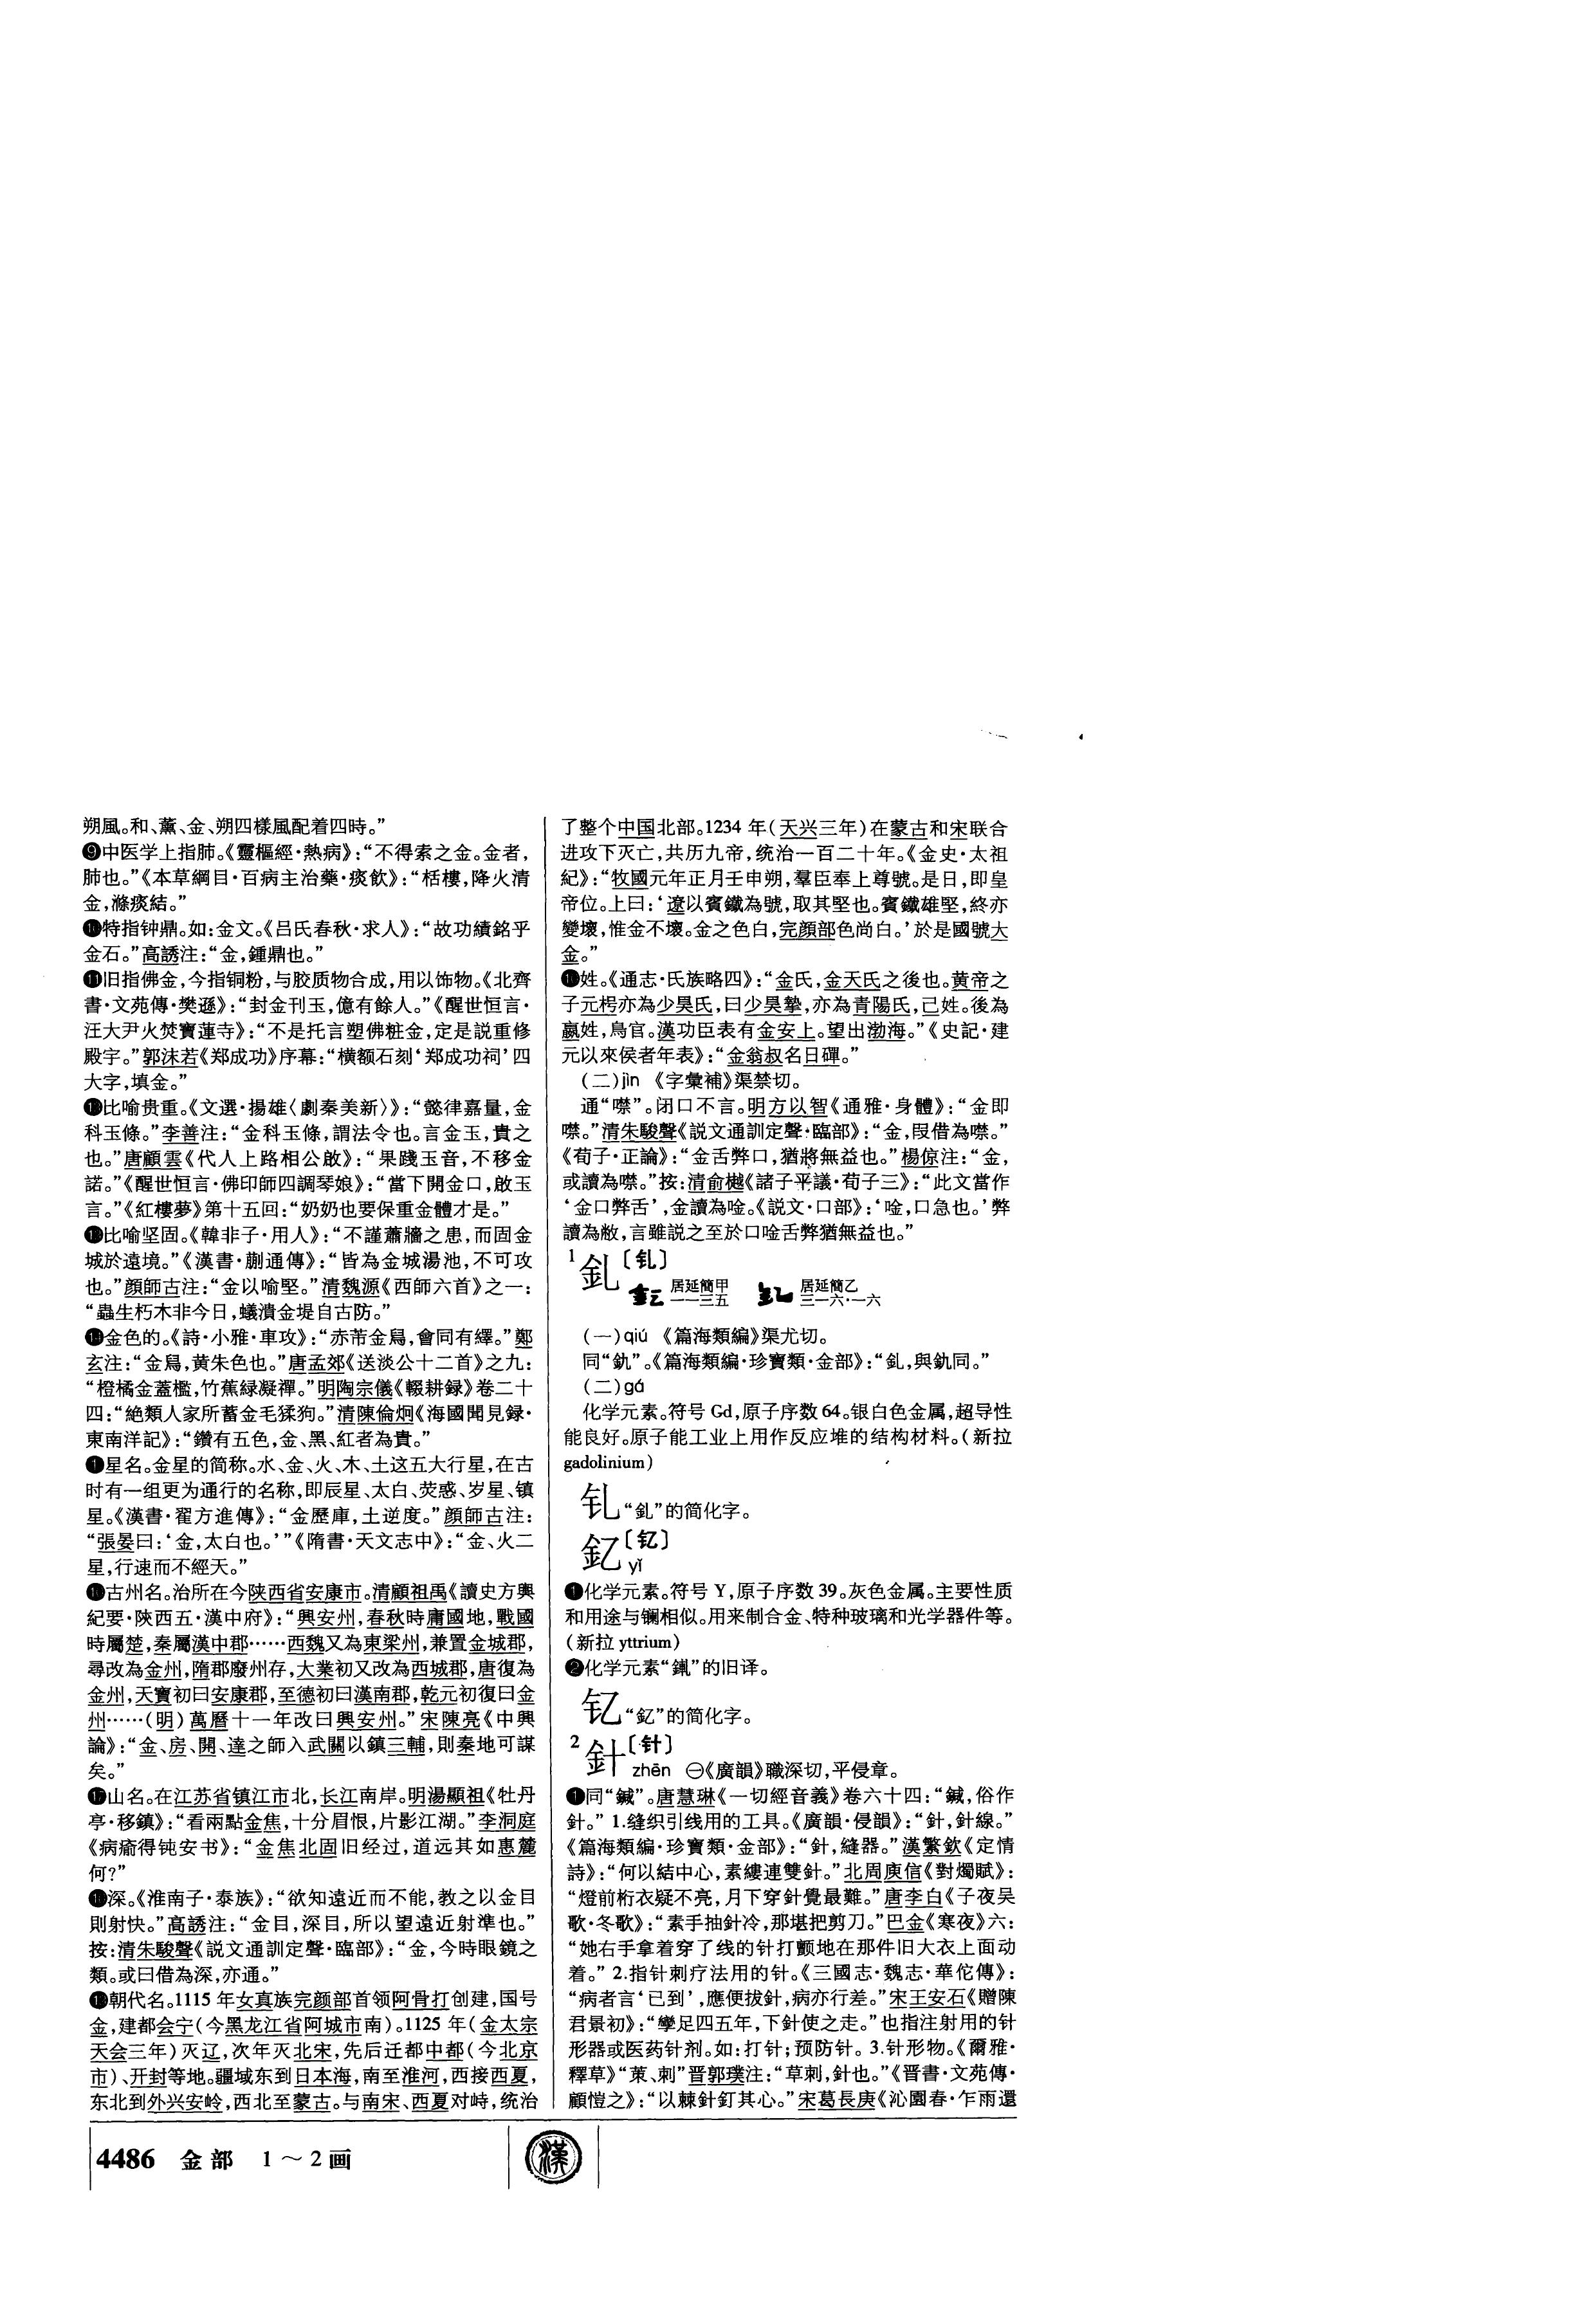 朔風。和、薰、金、朔四樣風配着四時。”
❾中医学上指肺。《靈樞經·熱病》：“不得索之金。金者，
肺也。”《本草綱目·百病主治藥·痰飲》：“栝樓，降火清
金，滌痰結。”
❿特指钟鼎。如：金文。《吕氏春秋·求人》：“故功績銘乎
金石。”高誘注：“金，鍾鼎也。”
⓫旧指佛金，今指铜粉，与胶质物合成，用以饰物。《北齊
書·文苑傳·樊遜》：“封金刊玉，億有餘人。”《醒世恒言·
汪大尹火焚寶蓮寺》：“不是托言塑佛粧金，定是説重修
殿宇。”郭沫若《郑成功》序幕：“横额石刻‘郑成功祠’四
大字，填金。”
⓬比喻贵重。《文選·揚雄〈劇秦美新〉》：“懿律嘉量，金
科玉條。”李善注：“金科玉條，謂法令也。言金玉，貴之
也。”唐顧雲《代人上路相公啟》：“果踐玉音，不移金
諾。”《醒世恒言·佛印師四調琴娘》：“當下開金口，啟玉
言。”《紅樓夢》第十五回：“奶奶也要保重金體才是。”
⓭比喻坚固。《韓非子·用人》：“不謹蕭牆之患，而固金
城於遠境。”《漢書·蒯通傳》：“皆為金城湯池，不可攻
也。”顔師古注：“金以喻堅。”清魏源《西師六首》之一：
“蟲生朽木非今日，蟻潰金堤自古防。”
⓮金色的。《詩·小雅·車攻》：“赤芾金舄，會同有繹。”鄭
玄注：“金舄，黄朱色也。”唐孟郊《送淡公十二首》之九：
“橙橘金蓋檻，竹蕉緑凝禪。”明陶宗儀《輟耕録》卷二十
四：“絶類人家所蓄金毛猱狗。”清陳倫炯《海國聞見録·
東南洋記》：“鑽有五色，金、黑、紅者為貴。”
⓯星名。金星的简称。水、金、火、木、土这五大行星，在古
时有一组更为通行的名称，即辰星、太白、荧惑、岁星、镇
星。《漢書·翟方進傳》：“金歷庫，土逆度。”顔師古注：
“張晏曰：‘金，太白也。’”《隋書·天文志中》：“金、火二
星，行速而不經天。”
⓰古州名。治所在今陕西省安康市。清顧祖禹《讀史方輿
紀要·陝西五·漢中府》：“興安州，春秋時庸國地，戰國
時屬楚，秦屬漢中郡……西魏又為東梁州，兼置金城郡，
尋改為金州，隋郡廢州存，大業初又改為西城郡，唐復為
金州，天寶初曰安康郡，至德初曰漢南郡，乾元初復曰金
州……（明）萬曆十一年改曰興安州。”宋陳亮《中興
論》：“金、房、開、達之師入武關以鎮三輔，則秦地可謀
矣。”
⓱山名。在江苏省镇江市北，长江南岸。明湯顯祖《牡丹
亭·移鎮》：“看兩點金焦，十分眉恨，片影江湖。”李洞庭
《病瘉得钝安书》：“金焦北固旧经过，道远其如惠麓
何？”
⓲深。《淮南子·泰族》：“欲知遠近而不能，教之以金目
則射快。”高誘注：“金目，深目，所以望遠近射準也。”
按：清朱駿聲《説文通訓定聲·臨部》：“金，今時眼鏡之
類。或曰借為深，亦通。”
⓳朝代名。1115年女真族完颜部首领阿骨打创建，国号
金，建都会宁（今黑龙江省阿城市南）。1125年（金太宗
天会三年）灭辽，次年灭北宋，先后迁都中都（今北京
市）、开封等地。疆域东到日本海，南至淮河，西接西夏，
东北到外兴安岭，西北至蒙古。与南宋、西夏对峙，统治
了整个中国北部。1234年（天兴三年）在蒙古和宋联合
进攻下灭亡，共历九帝，统治一百二十年。《金史·太祖
紀》：“收國元年正月壬申朔，羣臣奉上尊號。是日，即皇
帝位。上曰：‘遼以賓鐵為號，取其堅也。賓鐵雄堅，終亦
變壞，惟金不壞。金之色白，完顔部色尚白。’於是國號大
金。”
⓴姓。《通志·氏族略四》：“金氏，金天氏之後也。黄帝之
子元枵亦為少昊氏，曰少昊摯，亦為青陽氏，己姓。後為
嬴姓，鳥官。漢功臣表有金安上。望出渤海。”《史記·建
元以來侯者年表》：“金翁叔名日磾。”
（二）jìn 《字彙補》渠禁切。
通“噤”。闭口不言。明方以智《通雅·身體》：“金即
噤。”清朱駿聲《説文通訓定聲·臨部》：“金，叚借為噤。”
《荀子·正論》：“金舌弊口，猶將無益也。”楊倞注：“金，
或讀為噤。”按：清俞樾《諸子平議·荀子三》：“此文當作
‘金口弊舌’，金讀為唫。《説文·口部》：‘唫，口急也。’弊
讀為敝，言雖説之至於口唫舌弊猶無益也。”
1 釓〔钆〕
居延簡甲 一一三五 居延簡乙 三一六·一六
（一）qiú 《篇海類編》渠尤切。
同“釚”。《篇海類編·珍寶類·金部》：“釓，與釚同。”
（二）gá
化学元素。符号Gd，原子序数64。银白色金属，超导性
能良好。原子能工业上用作反应堆的结构材料。（新拉
gadolinium）
钆“釓”的简化字。
釔〔钇〕
yǐ
❶化学元素。符号Y，原子序数39。灰色金属。主要性质
和用途与镧相似。用来制合金、特种玻璃和光学器件等。
（新拉yttrium）
❷化学元素“銸”的旧译。
钇“釔”的简化字。
2 針〔针〕
zhēn ㊀《廣韻》職深切，平侵章。
❶同“鍼”。唐慧琳《一切經音義》卷六十四：“鍼，俗作
針。” 1.缝织引线用的工具。《廣韻·侵韻》：“針，針線。”
《篇海類編·珍寶類·金部》：“針，縫器。”漢繁欽《定情
詩》：“何以結中心，素縷連雙針。”北周庾信《對燭賦》：
“燈前桁衣疑不亮，月下穿針覺最難。”唐李白《子夜吴
歌·冬歌》：“素手抽針冷，那堪把剪刀。”巴金《寒夜》六：
“她右手拿着穿了线的针打颤地在那件旧大衣上面动
着。” 2.指针刺疗法用的针。《三國志·魏志·華佗傳》：
“病者言‘已到’，應便拔針，病亦行差。”宋王安石《贈陳
君景初》：“攣足四五年，下針使之走。”也指注射用的针
形器或医药针剂。如：打针；预防针。 3.针形物。《爾雅·
釋草》“茦、刺”晋郭璞注：“草刺，針也。”《晋書·文苑傳·
顧愷之》：“以棘針釘其心。”宋葛長庚《沁園春·乍雨還
4486 金部 1～2画
漢